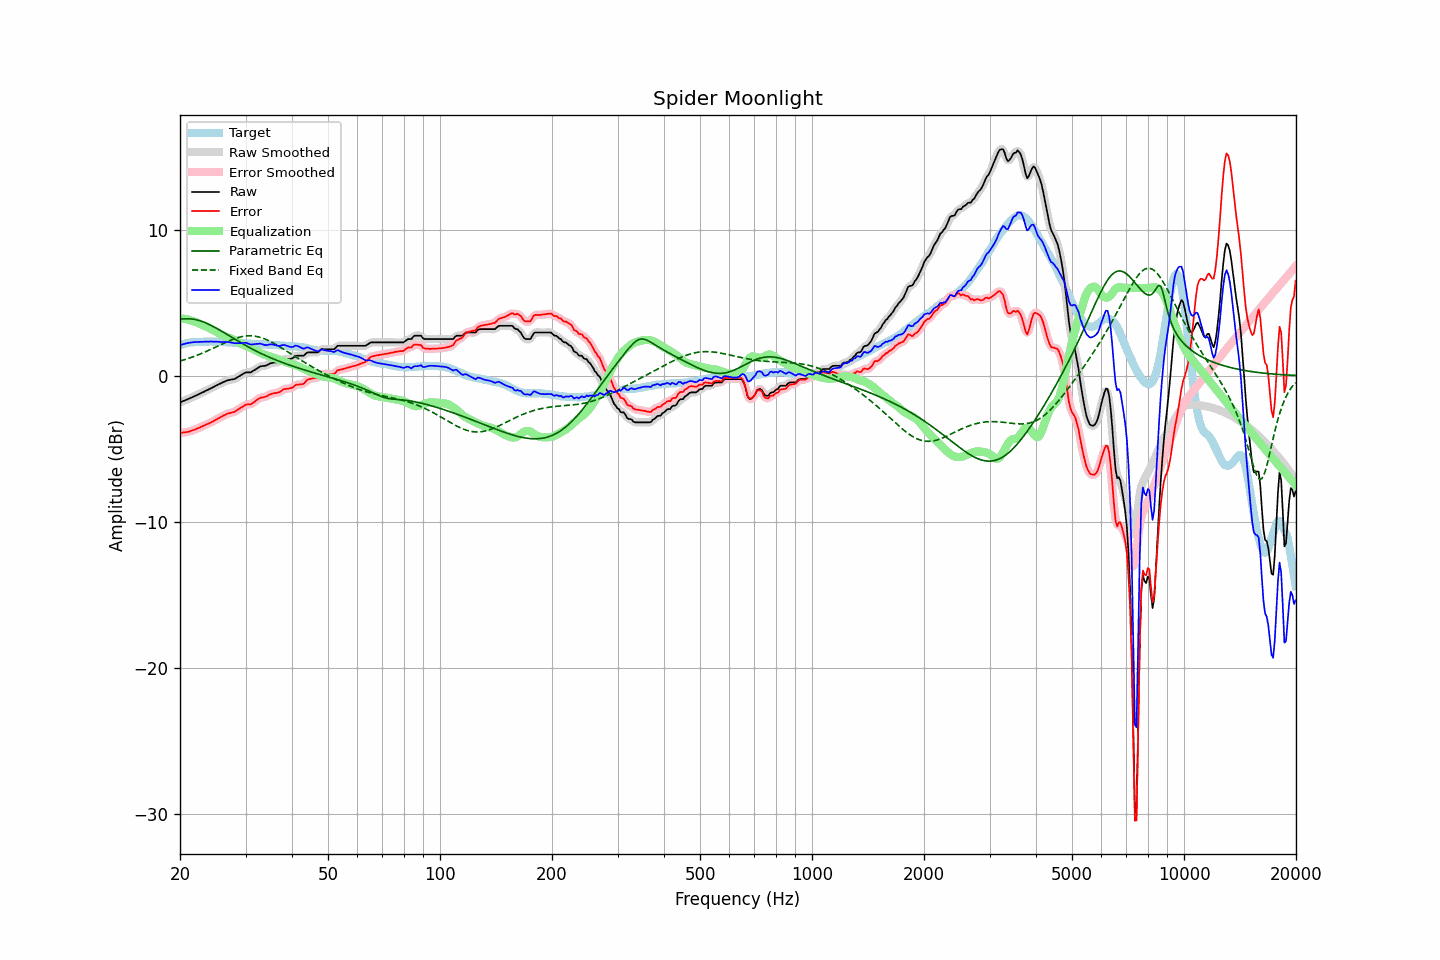 Spider Moonlight
Target
Raw Smoothed
Error Smoothed
Raw
Error
Equalization
Parametric Eq
Fixed Band Eq
Equalized
10
0
−10
−20
−30
Amplitude (dBr)
20 50 100 200 500 1000 2000 5000 10000 20000
Frequency (Hz)